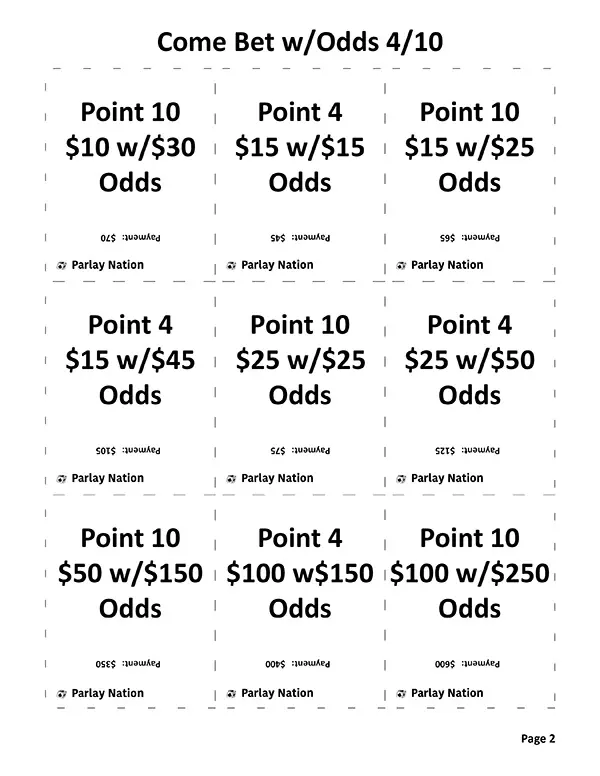 Come Bet w/Odds 4/10
Point 10
$10 w/$30
Odds
Payment: $70
Parlay Nation
Point 4
$15 w/$15
Odds
Payment: $45
Parlay Nation
Point 10
$15 w/$25
Odds
Payment: $65
Parlay Nation
Point 4
$15 w/$45
Odds
Payment: $105
Parlay Nation
Point 10
$25 w/$25
Odds
Payment: $75
Parlay Nation
Point 4
$25 w/$50
Odds
Payment: $125
Parlay Nation
Point 10
$50 w/$150
Odds
Payment: $350
Parlay Nation
Point 4
$100 w$150
Odds
Payment: $400
Parlay Nation
Point 10
$100 w/$250
Odds
Payment: $600
Parlay Nation
Page 2